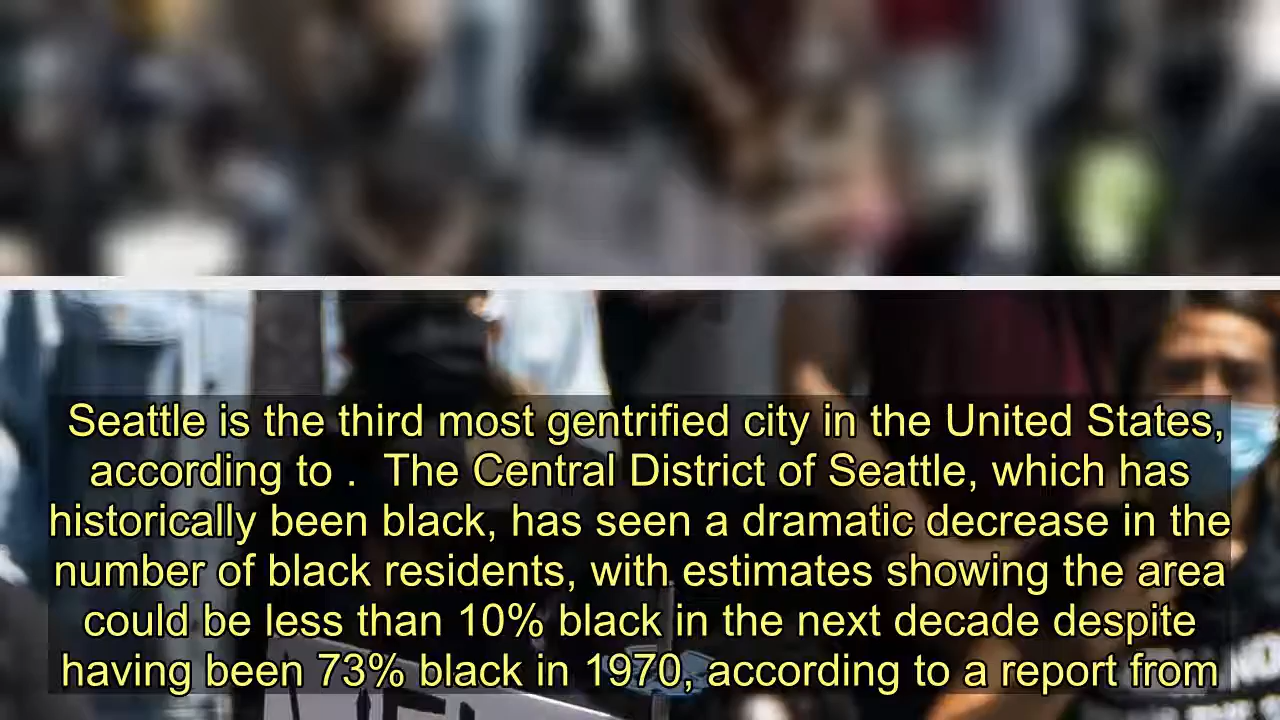 Seattle is the third most gentrified city in the United States,
according to .  The Central District of Seattle, which has
historically been black, has seen a dramatic decrease in the
number of black residents, with estimates showing the area
could be less than 10% black in the next decade despite
having been 73% black in 1970, according to a report from